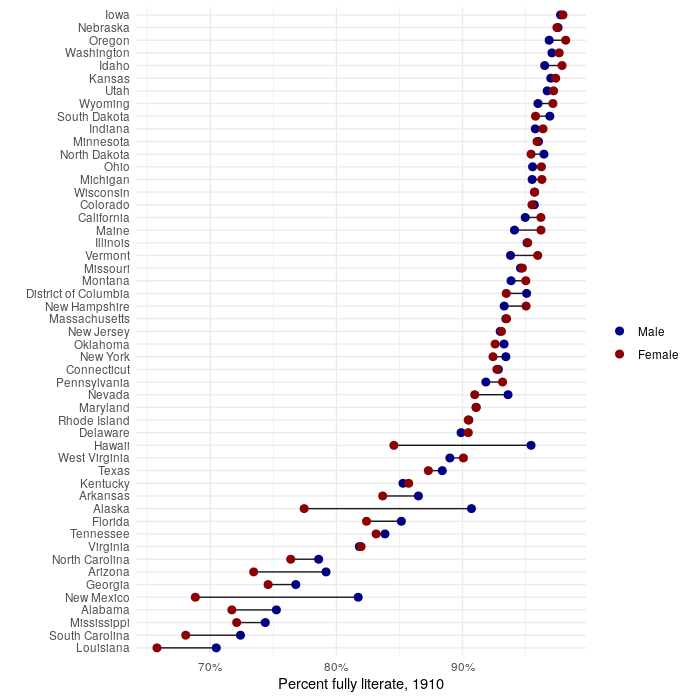 Iowa
Nebraska
Oregon
Washington
Idaho
Kansas
Utah
Wyoming
South Dakota
Indiana
Minnesota
North Dakota
Ohio
Michigan
Wisconsin
Colorado
California
Maine
Illinois
Vermont
Missouri
Montana
District of Columbia
New Hampshire
Massachusetts
New Jersey
Oklahoma
New York
Connecticut
Pennsylvania
Nevada
Maryland
Rhode Island
Delaware
Hawaii
West Virginia
Texas
Kentucky
Arkansas
Alaska
Florida
Tennessee
Virginia
North Carolina
Arizona
Georgia
New Mexico
Alabama
Mississippi
South Carolina
Louisiana
70% 80% 90%
Percent fully literate, 1910
Male
Female